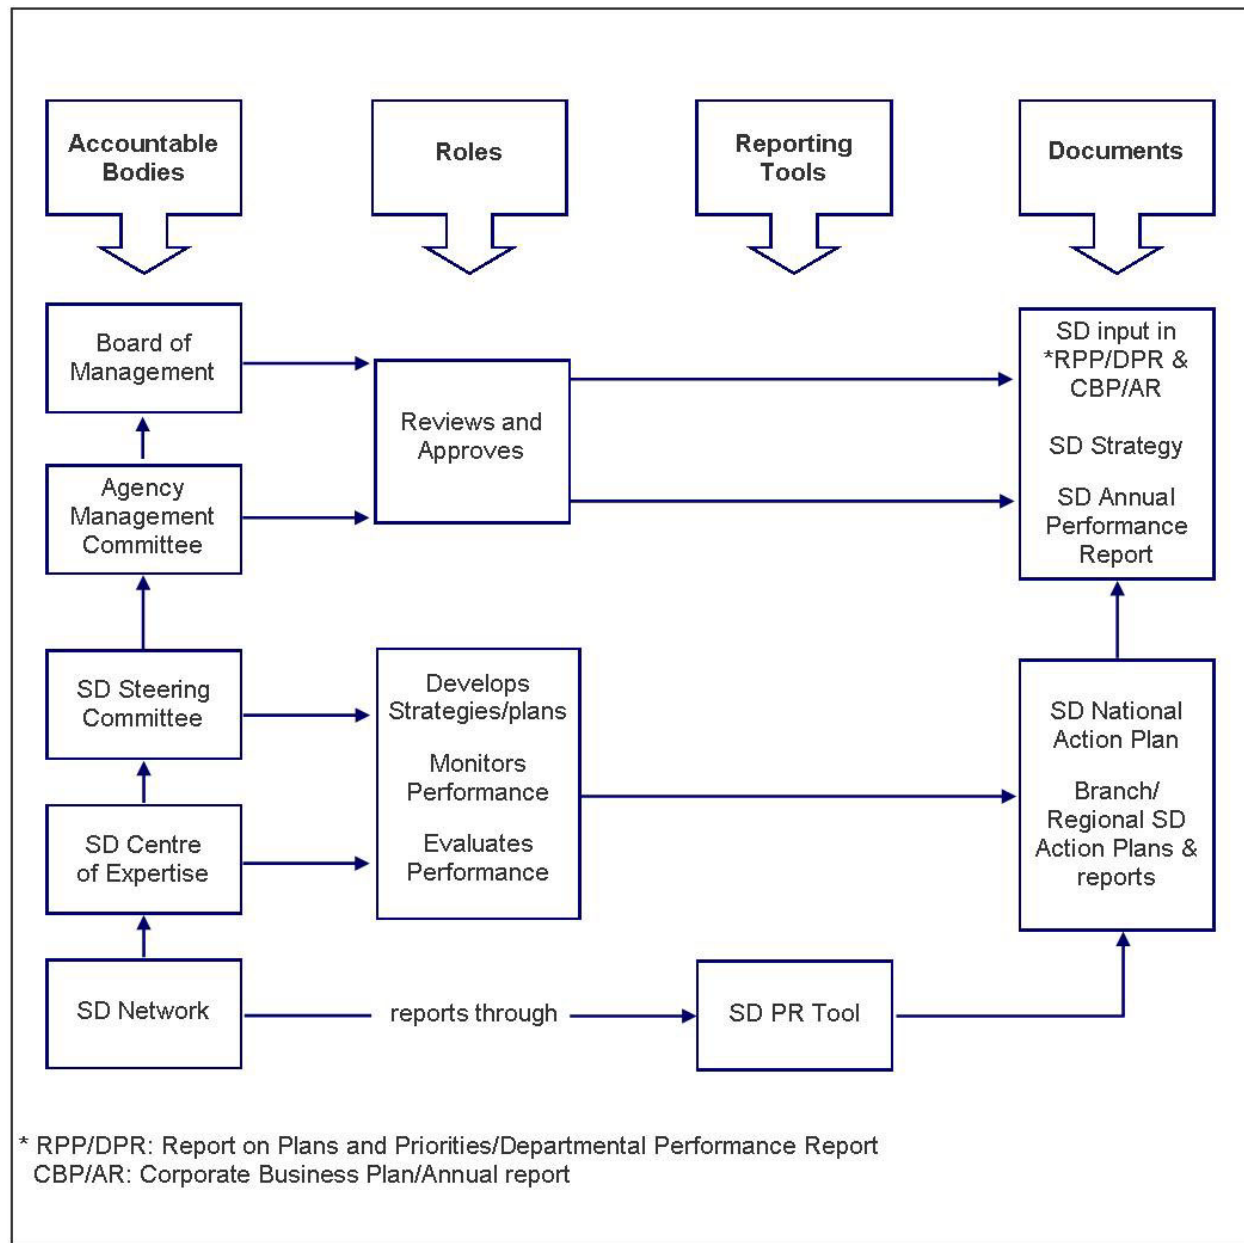 Accountable
Bodies
Roles
Reporting
Tools
Documents
Board of
Management
Agency
Management
Committee
SD Steering
Committee
SD Centre
of Expertise
SD Network
Reviews and
Approves
Develops
Strategies/plans
Monitors
Performance
Evaluates
Performance
reports through
SD PR Tool
SD input in
*RPP/DPR &
CBP/AR
SD Strategy
SD Annual
Performance
Report
SD National
Action Plan
Branch/
Regional SD
Action Plans &
reports
* RPP/DPR: Report on Plans and Priorities/Departmental Performance Report
CBP/AR: Corporate Business Plan/Annual report